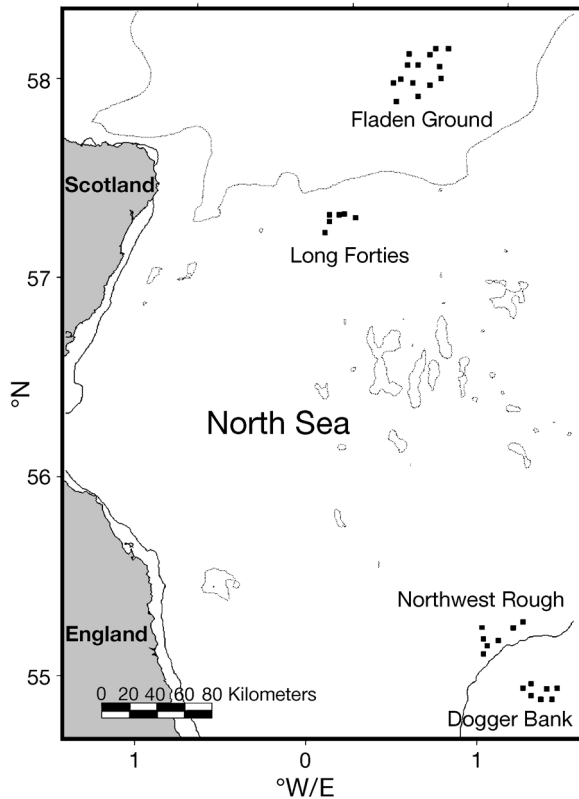 58
Fladen Ground
Scotland
Long Forties
57
°N
North Sea
56
Northwest Rough
England
55
0 20 40 60 80 Kilometers
Dogger Bank
1 0 1
°W/E